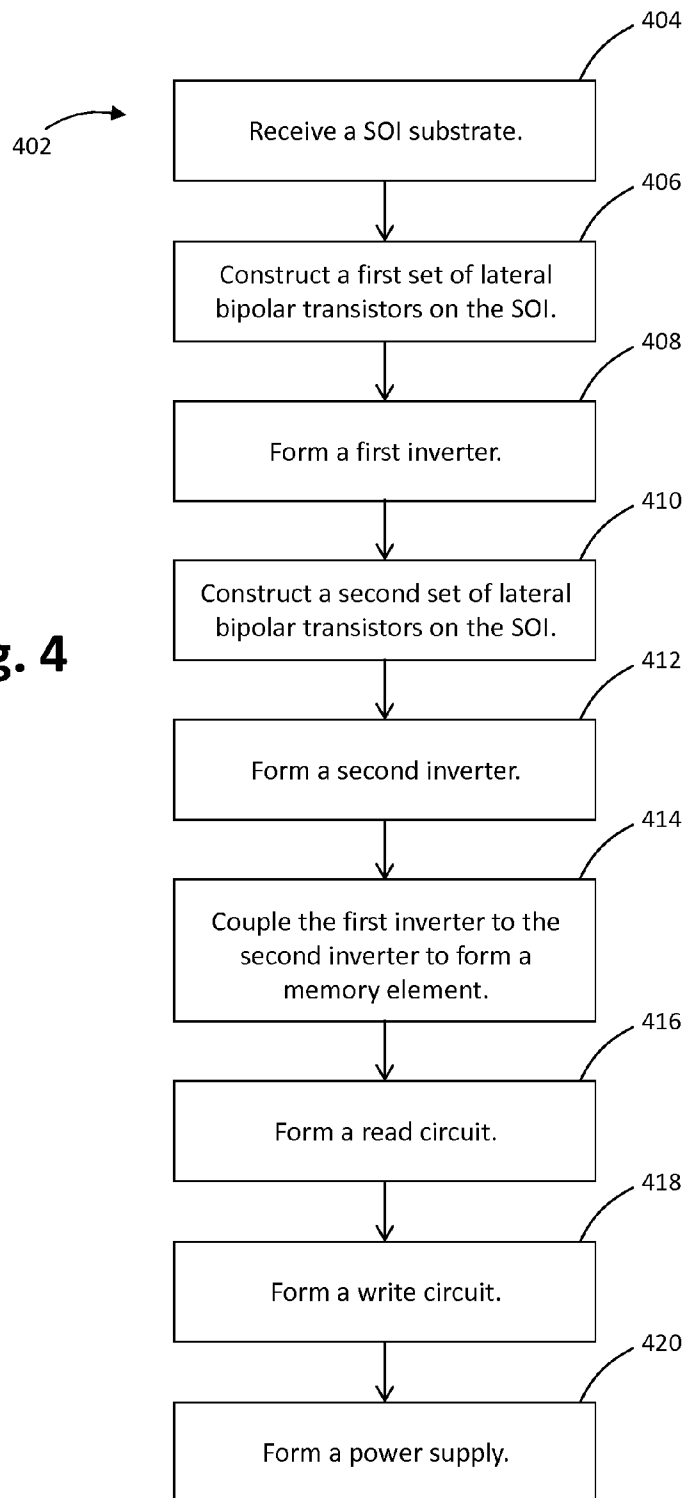 404
Receive a SOI substrate.
402
406
Construct a first set of lateral
bipolar transistors on the SOI.
408
Form a first inverter.
410
Construct a second set of lateral
bipolar transistors on the SOI.
g. 4
412
Form a second inverter.
414
Couple the first inverter to the
second inverter to form a
memory element.
416
Form a read circuit.
418
Form a write circuit.
420
Form a power supply.